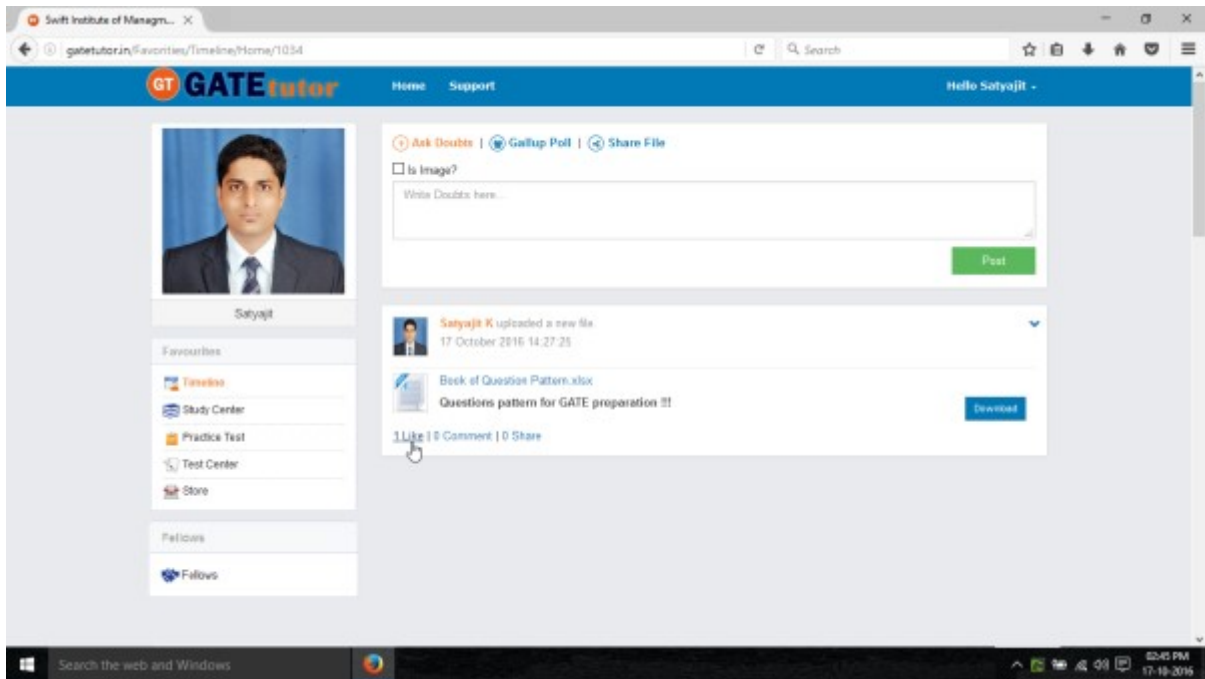 Swift Institute of Managm...
gatetutor.in/Favorities/Timeline/Home/1034
Search
GT GATEtutor
Home Support
Hello Satyajit
Ask Doubts | Gallup Poll | Share File
Is Image?
Write Doubts here...
Post
Satyajit
Favourites
Timeline
Study Center
Practice Test
Test Center
Store
Fellows
Fellows
Satyajit K uploaded a new file.
17 October 2016 14:27:25
Book of Question Pattern.xlsx
Questions pattern for GATE preparation !!!
Download
1 Like | 0 Comment | 0 Share
Search the web and Windows
02:45 PM
17-10-2016